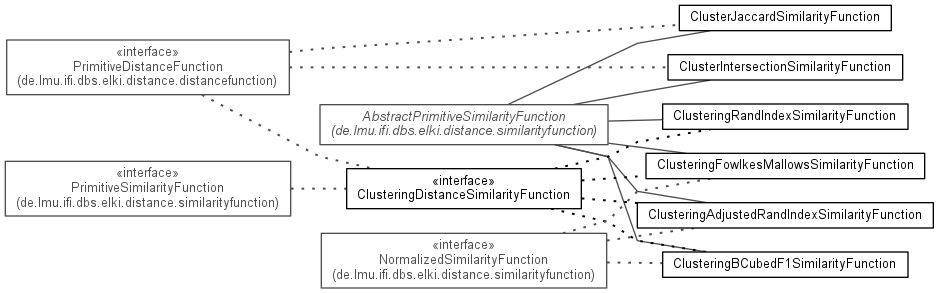 «interface»
PrimitiveDistanceFunction
(de.lmu.ifi.dbs.elki.distance.distancefunction)
«interface»
PrimitiveSimilarityFunction
(de.lmu.ifi.dbs.elki.distance.similarityfunction)
AbstractPrimitiveSimilarityFunction
(de.lmu.ifi.dbs.elki.distance.similarityfunction)
«interface»
ClusteringDistanceSimilarityFunction
«interface»
NormalizedSimilarityFunction
(de.lmu.ifi.dbs.elki.distance.similarityfunction)
ClusterJaccardSimilarityFunction
ClusterIntersectionSimilarityFunction
ClusteringRandIndexSimilarityFunction
ClusteringFowlkesMallowsSimilarityFunction
ClusteringAdjustedRandIndexSimilarityFunction
ClusteringBCubedF1SimilarityFunction